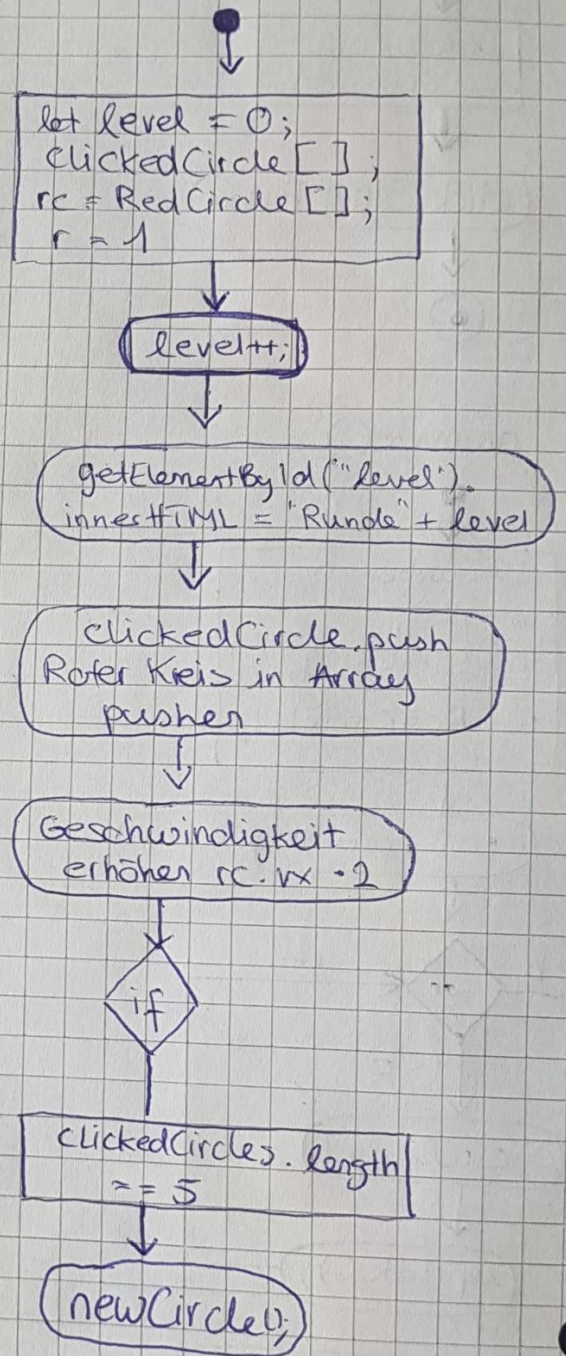 let level = 0;
clickedCircle [ ] ;
rc = RedCircle [ ];
r = 1
level++;
getElementById ("level").
innerHTML = "Runde" + level
clickedCircle.push
Roter Kreis in Array
pushen
Geschwindigkeit
erhöhen rc.vx · 2
if
clickedCircles.length
== 5
newCircle();